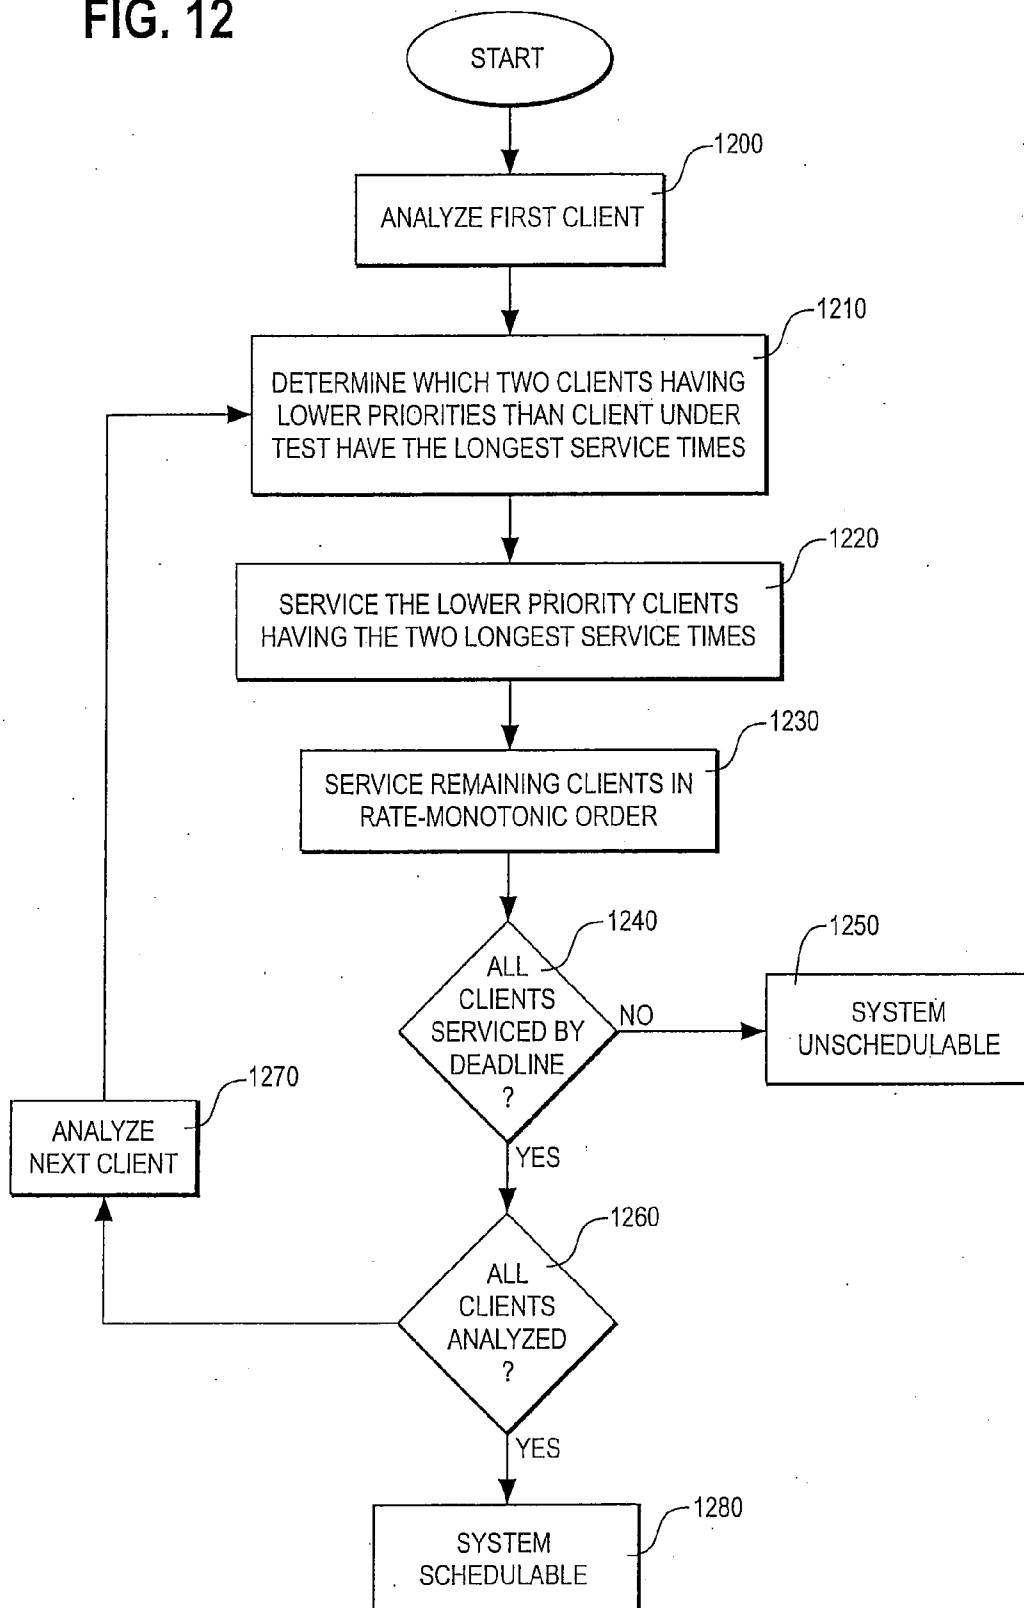 FIG. 12
START
1200
ANALYZE FIRST CLIENT
1210
DETERMINE WHICH TWO CLIENTS HAVING
LOWER PRIORITIES THAN CLIENT UNDER
TEST HAVE THE LONGEST SERVICE TIMES
1220
SERVICE THE LOWER PRIORITY CLIENTS
HAVING THE TWO LONGEST SERVICE TIMES
1230
SERVICE REMAINING CLIENTS IN
RATE-MONOTONIC ORDER
1240
ALL
CLIENTS
SERVICED BY
DEADLINE
?
NO
1250
SYSTEM
UNSCHEDULABLE
YES
1270
ANALYZE
NEXT CLIENT
1260
ALL
CLIENTS
ANALYZED
?
YES
1280
SYSTEM
SCHEDULABLE